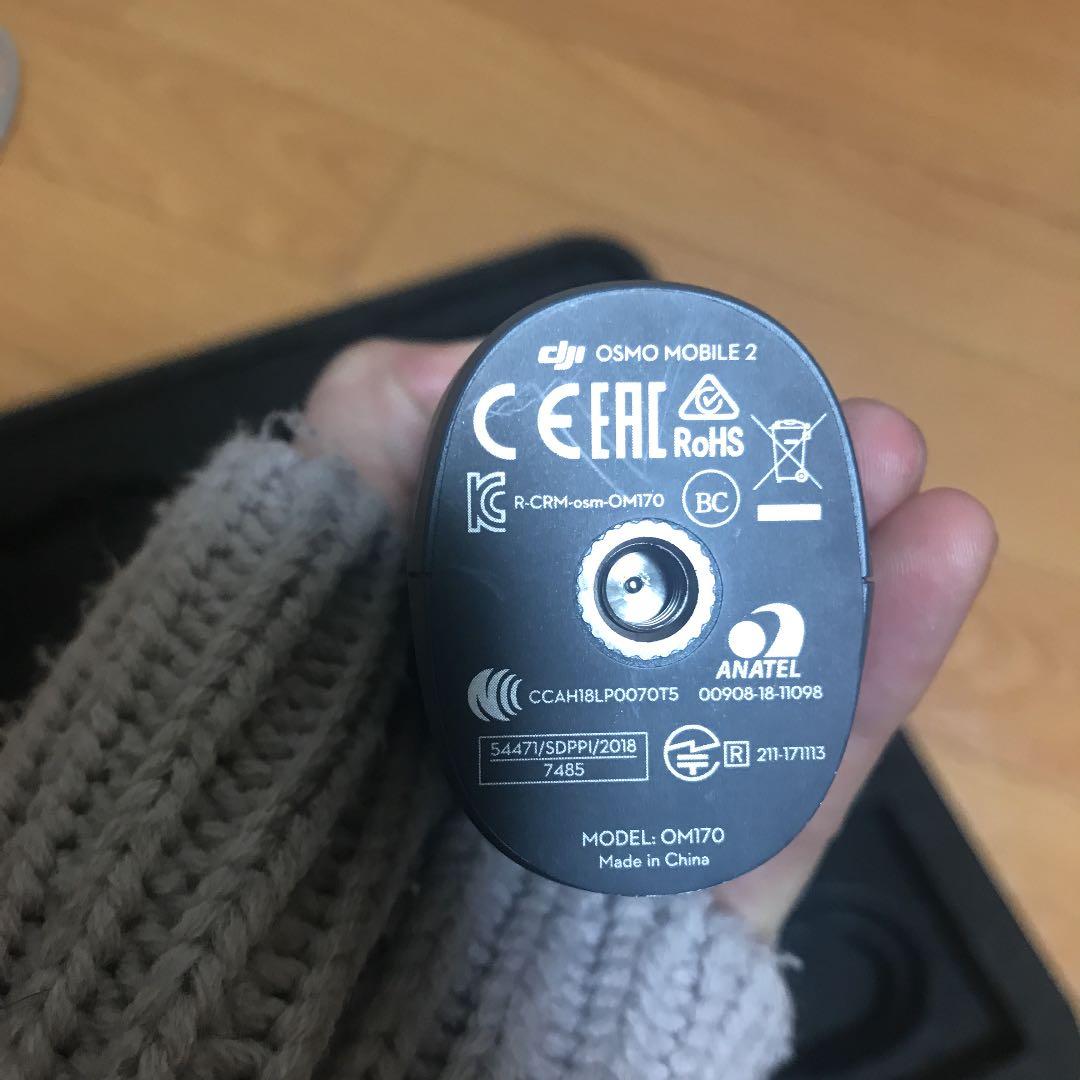 dji OSMO MOBILE 2
CE EAC RoHS
R-CRM-osm-OM170 BC
ANATEL
CCAH18LP0070T5 00908-18-11098
54471/SDPPI/2018
7485
R 211-171113
MODEL: OM170
Made in China